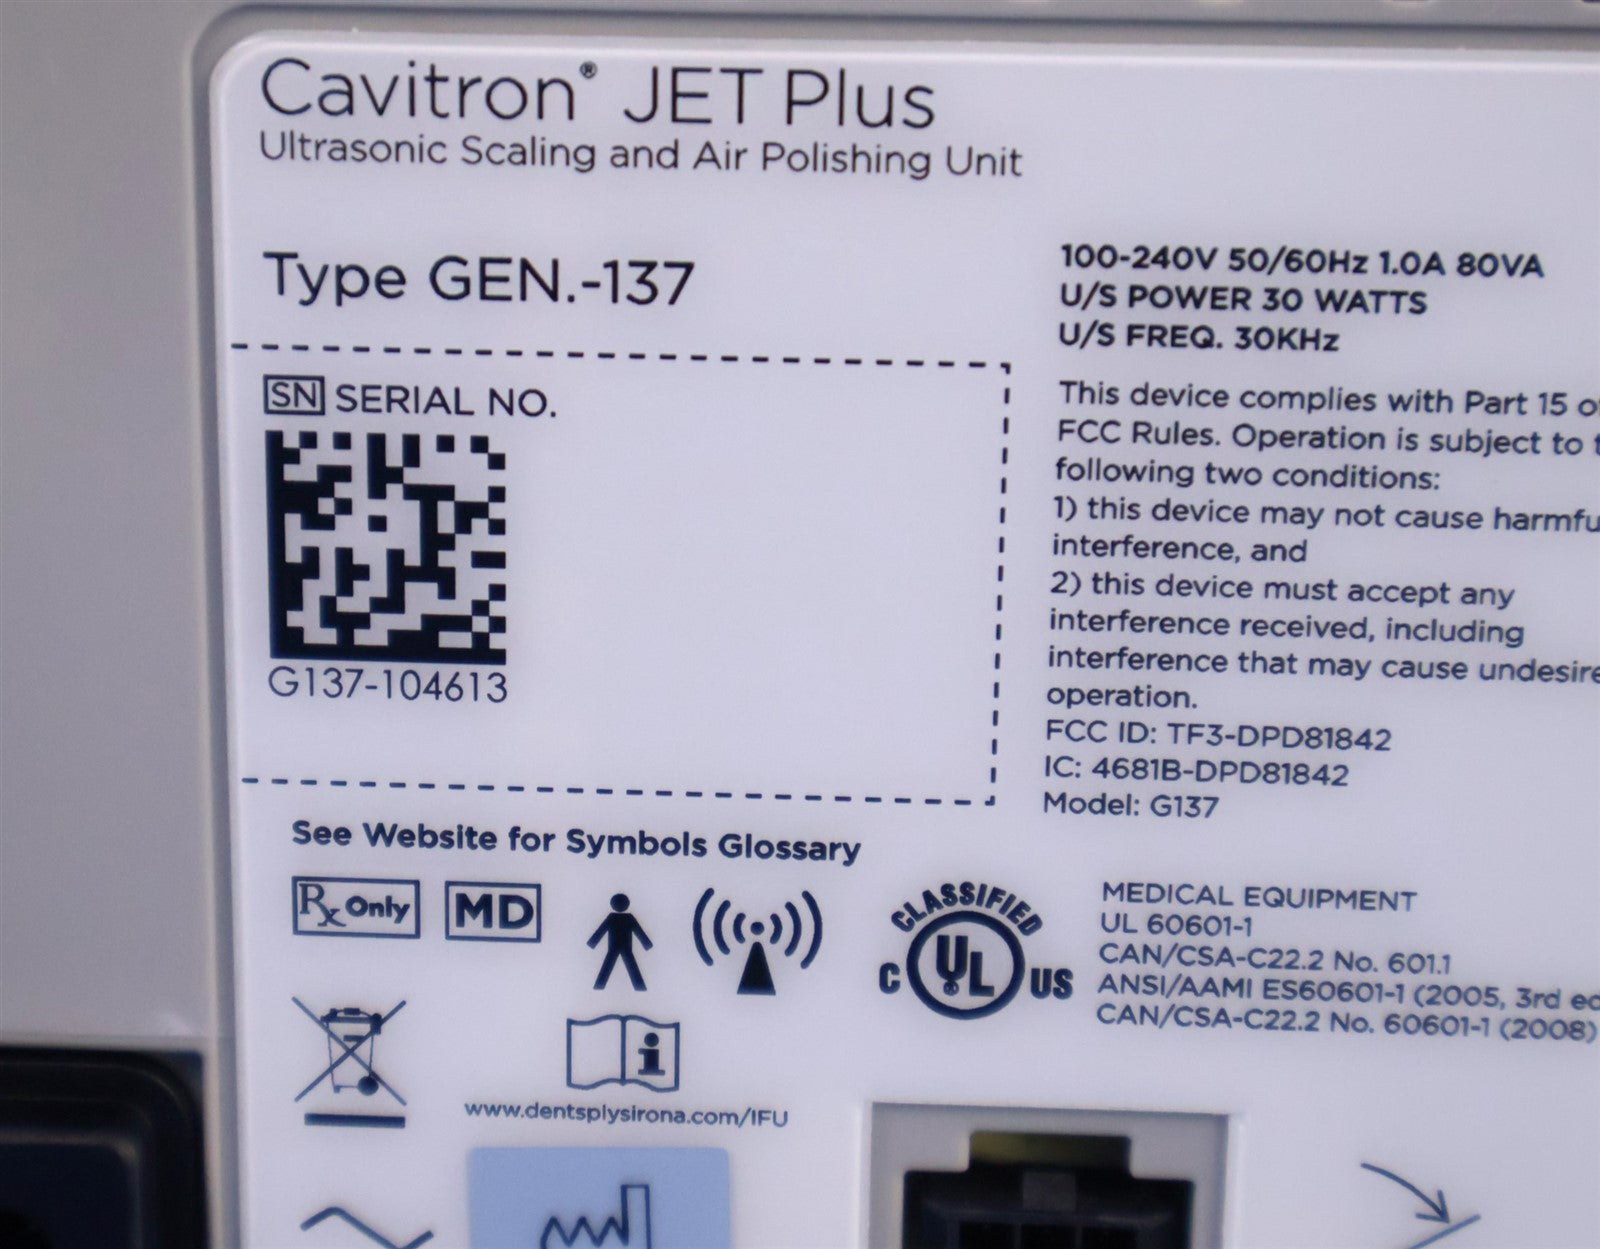 Cavitron® JET Plus
Ultrasonic Scaling and Air Polishing Unit
Type GEN.-137
SN SERIAL NO.
G137-104613
100-240V 50/60Hz 1.0A 80VA
U/S POWER 30 WATTS
U/S FREQ. 30KHz
This device complies with Part 15 of
FCC Rules. Operation is subject to
following two conditions:
1) this device may not cause
interference, and
2) this device must accept any
interference received, including
interference that may cause
operation.
FCC ID: TF3-DPD81842
IC: 4681B-DPD81842
Model: G137
See Website for Symbols Glossary
Rx Only
MD
CLASSIFIED
C UL US
MEDICAL EQUIPMENT
UL 60601-1
CAN/CSA-C22.2 No. 601.1
ANSI/AAMI ES60601-1 (2005, 3rd
CAN/CSA-C22.2 No. 60601-1 (2008)
i
www.dentsplysirona.com/IFU